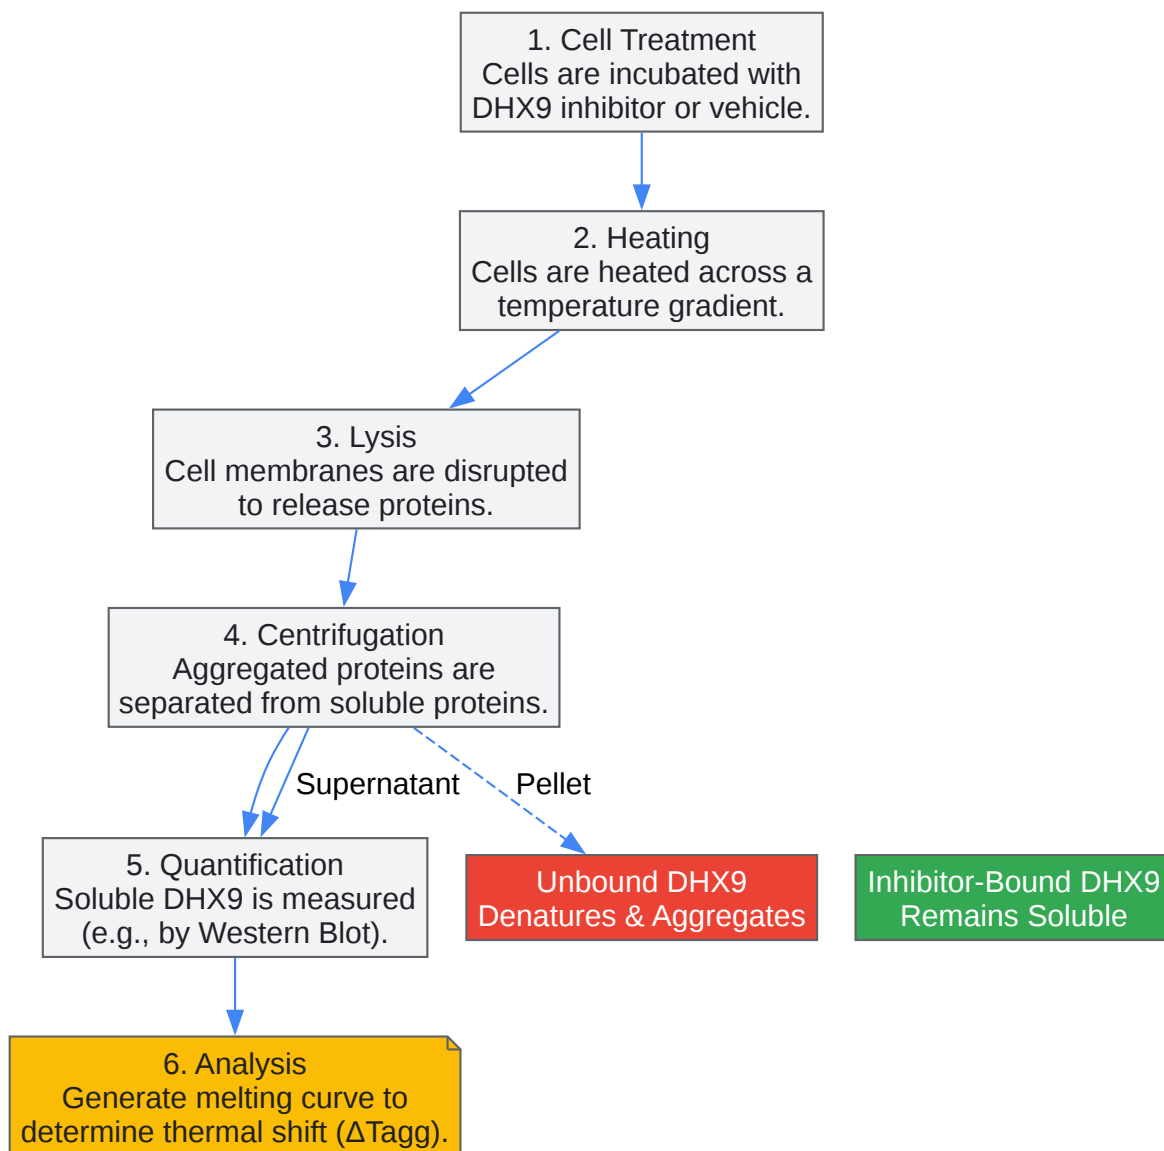 1. Cell Treatment
Cells are incubated with
DHX9 inhibitor or vehicle.
2. Heating
Cells are heated across a
temperature gradient.
3. Lysis
Cell membranes are disrupted
to release proteins.
4. Centrifugation
Aggregated proteins are
separated from soluble proteins.
Supernatant
Pellet
5. Quantification
Soluble DHX9 is measured
(e.g., by Western Blot).
Unbound DHX9
Denatures & Aggregates
Inhibitor-Bound DHX9
Remains Soluble
6. Analysis
Generate melting curve to
determine thermal shift (ΔTagg).